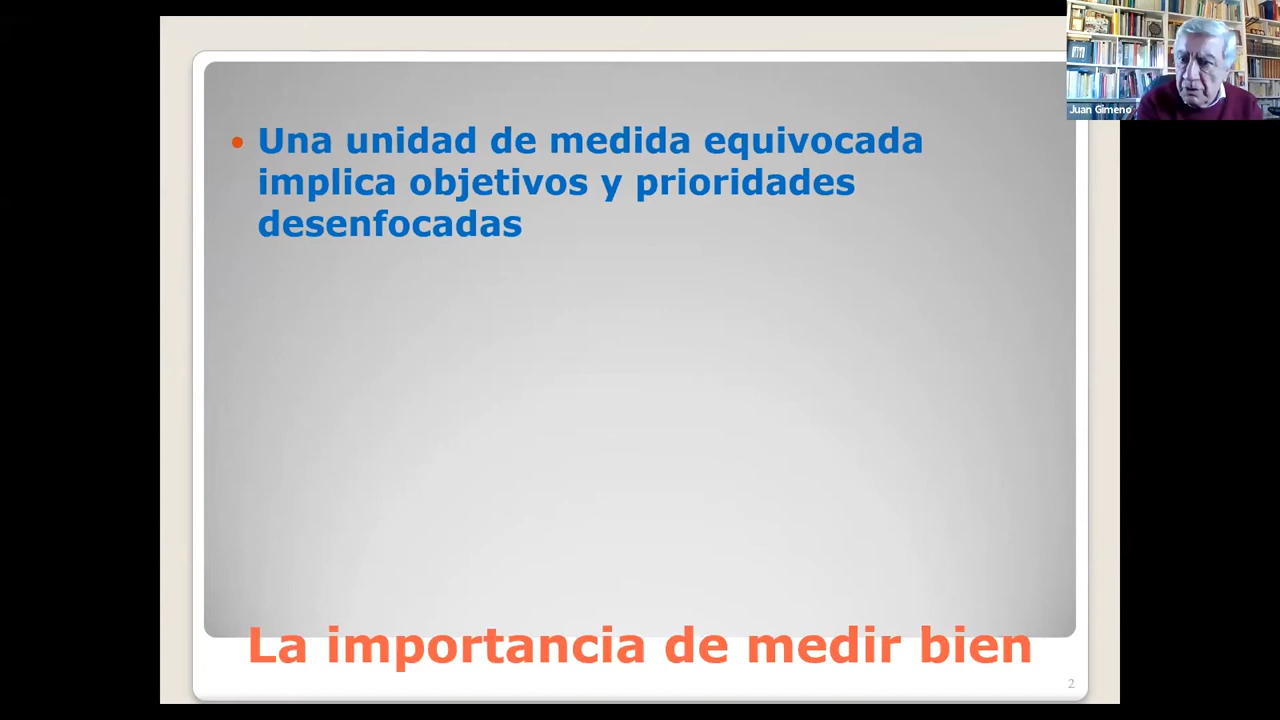 Juan Gimeno
• Una unidad de medida equivocada
implica objetivos y prioridades
desenfocadas
La importancia de medir bien
2